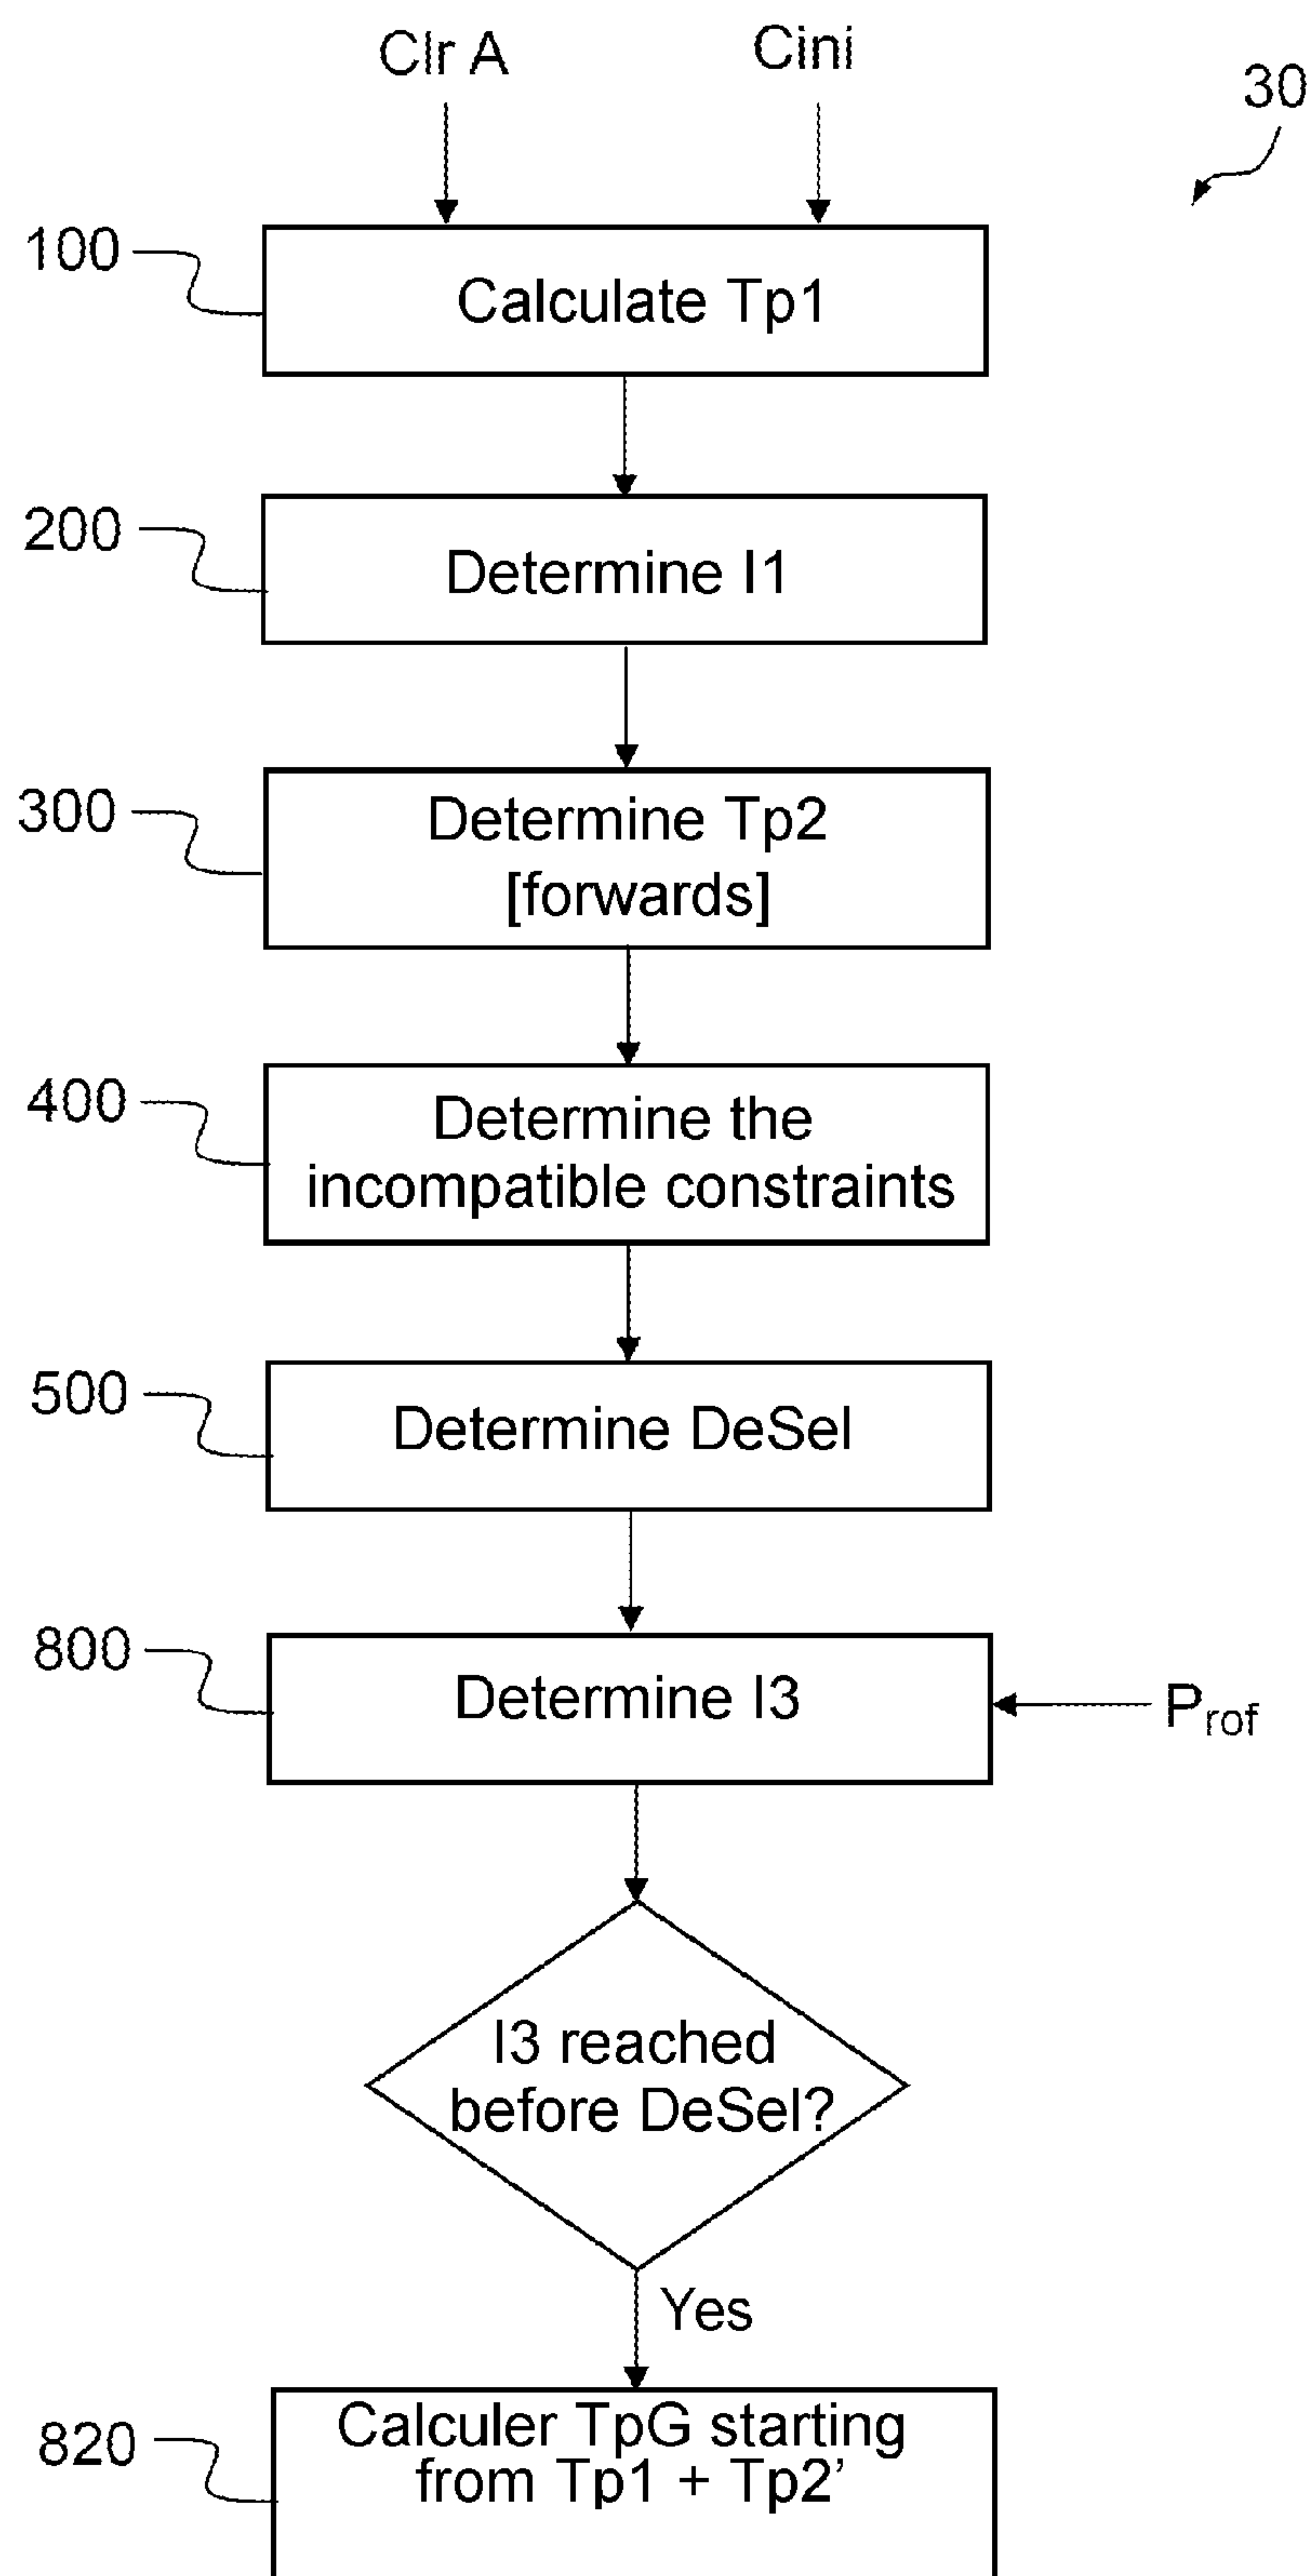 Clr A
Cini
30
100
Calculate Tp1
200
Determine I1
300
Determine Tp2
[forwards]
400
Determine the
incompatible constraints
500
Determine DeSel
800
Determine I3
Prof
I3 reached
before DeSel?
Yes
820
Calculer TpG starting
from Tp1 + Tp2’